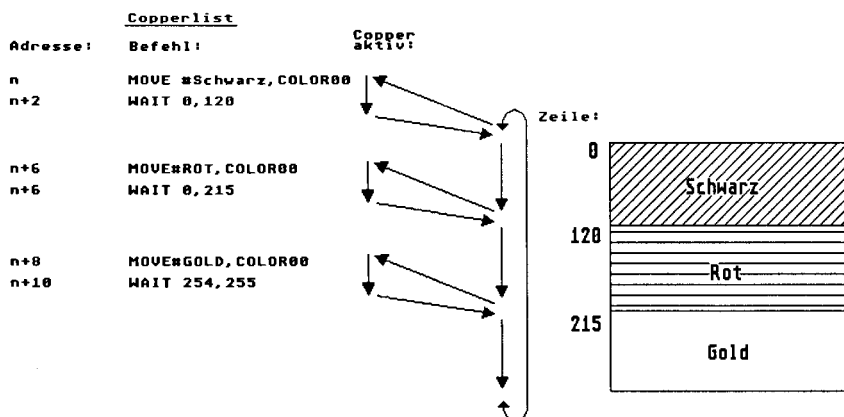 Copperlist
Adresse: Befehl: Copper aktiv:
n MOVE #Schwarz,COLOR00
n+2 WAIT 0,120
Zeile:
0
n+6 MOVE#ROT,COLOR00
n+6 WAIT 0,215
Schwarz
120
n+8 MOVE#GOLD,COLOR00
n+10 WAIT 254,255
Rot
215
Gold